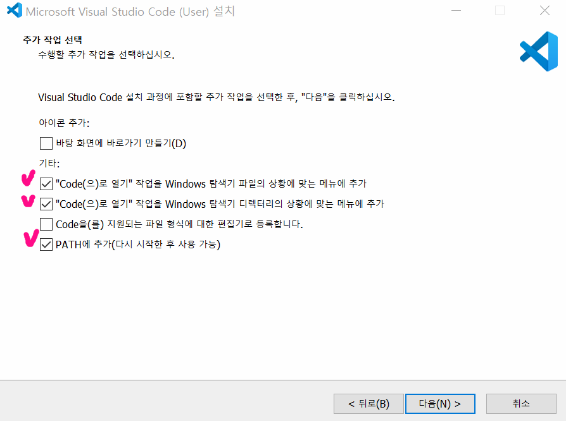 Microsoft Visual Studio Code (User) 설치
추가 작업 선택
수행할 추가 작업을 선택하십시오.
Visual Studio Code 설치 과정에 포함할 추가 작업을 선택한 후, "다음"을 클릭하십시오.
아이콘 추가:
바탕 화면에 바로가기 만들기(D)
기타:
"Code(으)로 열기" 작업을 Windows 탐색기 파일의 상황에 맞는 메뉴에 추가
"Code(으)로 열기" 작업을 Windows 탐색기 디렉터리의 상황에 맞는 메뉴에 추가
Code을(를) 지원되는 파일 형식에 대한 편집기로 등록합니다.
PATH에 추가(다시 시작한 후 사용 가능)
< 뒤로(B)
다음(N) >
취소